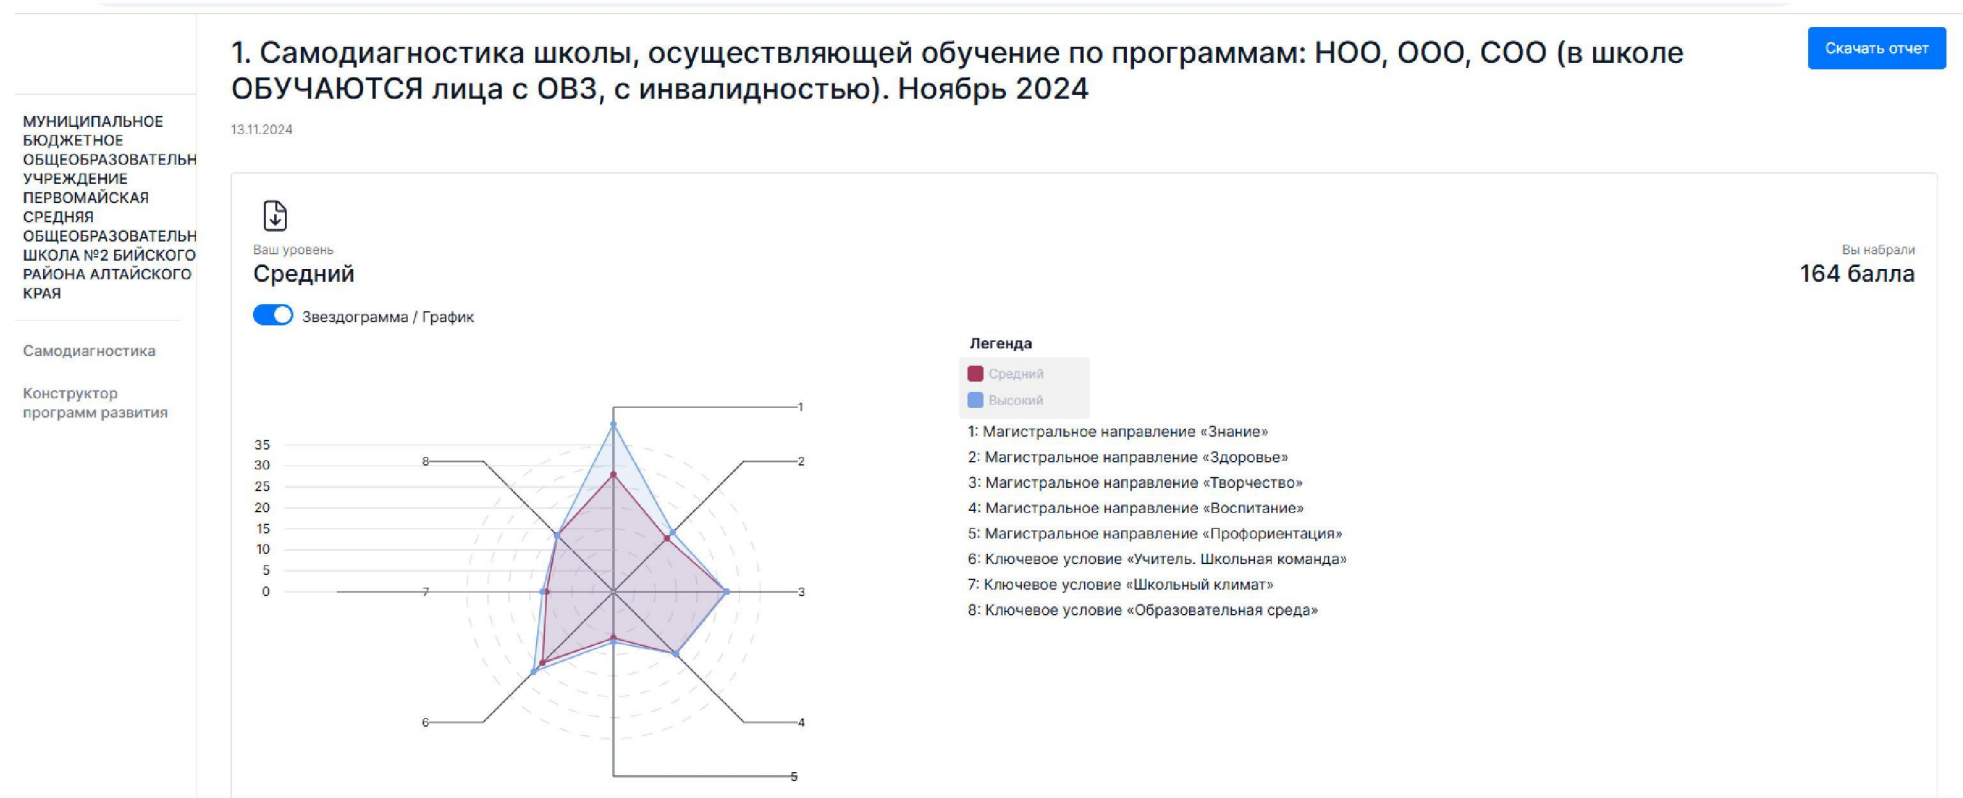 1. Самодиагностика школы, осуществляющей обучение по программам: НОО, ООО, СОО (в школе
ОБУЧАЮТСЯ лица с ОВЗ, с инвалидностью). Ноябрь 2024
Скачать отчет
13.11.2024
МУНИЦИПАЛЬНОЕ
БЮДЖЕТНОЕ
ОБЩЕОБРАЗОВАТЕЛЬН
УЧРЕЖДЕНИЕ
ПЕРВОМАЙСКАЯ
СРЕДНЯЯ
ОБЩЕОБРАЗОВАТЕЛЬН
ШКОЛА №2 БИЙСКОГО
РАЙОНА АЛТАЙСКОГО
КРАЯ
Самодиагностика
Конструктор
программ развития
Ваш уровень
Средний
Вы набрали
164 балла
Звездограмма / График
35
30
25
20
15
10
5
0
1
2
3
4
5
6
7
8
Легенда
Средний
Высокий
1: Магистральное направление «Знание»
2: Магистральное направление «Здоровье»
3: Магистральное направление «Творчество»
4: Магистральное направление «Воспитание»
5: Магистральное направление «Профориентация»
6: Ключевое условие «Учитель. Школьная команда»
7: Ключевое условие «Школьный климат»
8: Ключевое условие «Образовательная среда»